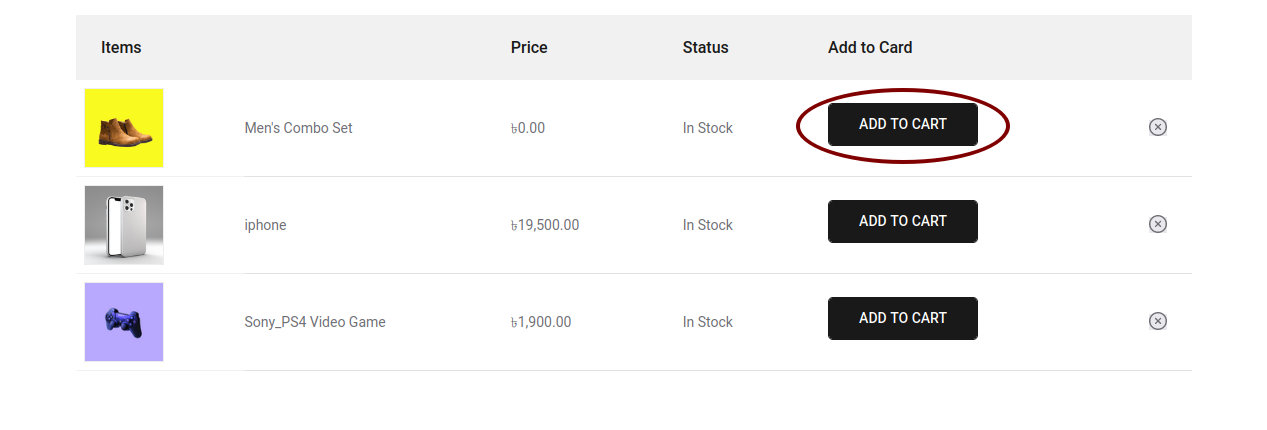 Items Price Status Add to Card
Men's Combo Set ৳0.00 In Stock ADD TO CART
iphone ৳19,500.00 In Stock ADD TO CART
Sony_PS4 Video Game ৳1,900.00 In Stock ADD TO CART